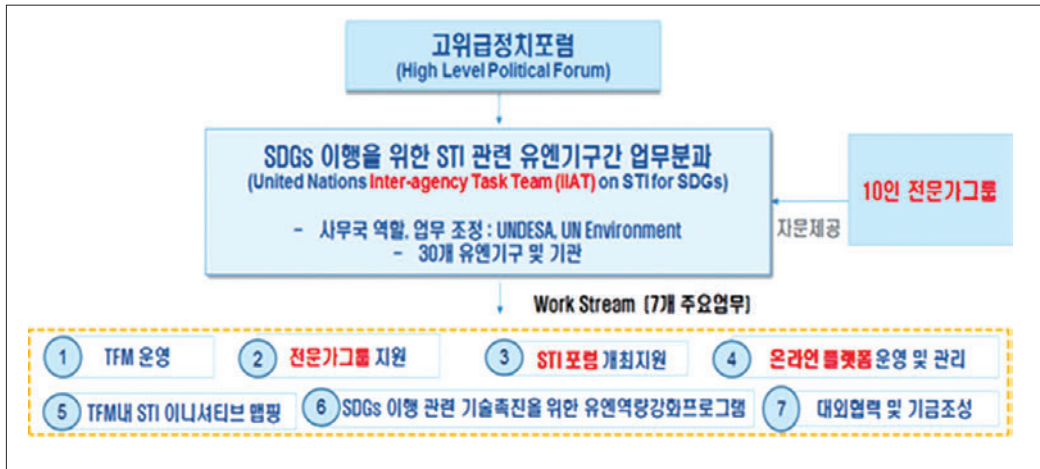 고위급정치포럼
(High Level Political Forum)
SDGs 이행을 위한 STI 관련 유엔기구간 업무분과
(United Nations Inter-agency Task Team (IIAT) on STI for SDGs)
- 사무국 역할, 업무 조정 : UNDESA, UN Environment
- 30개 유엔기구 및 기관
10인 전문가그룹
자문제공
Work Stream (7개 주요업무)
1 TFM 운영
2 전문가그룹 지원
3 STI 포럼 개최지원
4 온라인 플랫폼 운영 및 관리
5 TFM내 STI 이니셔티브 맵핑
6 SDGs 이행 관련 기술촉진을 위한 유엔역량강화프로그램
7 대외협력 및 기금조성